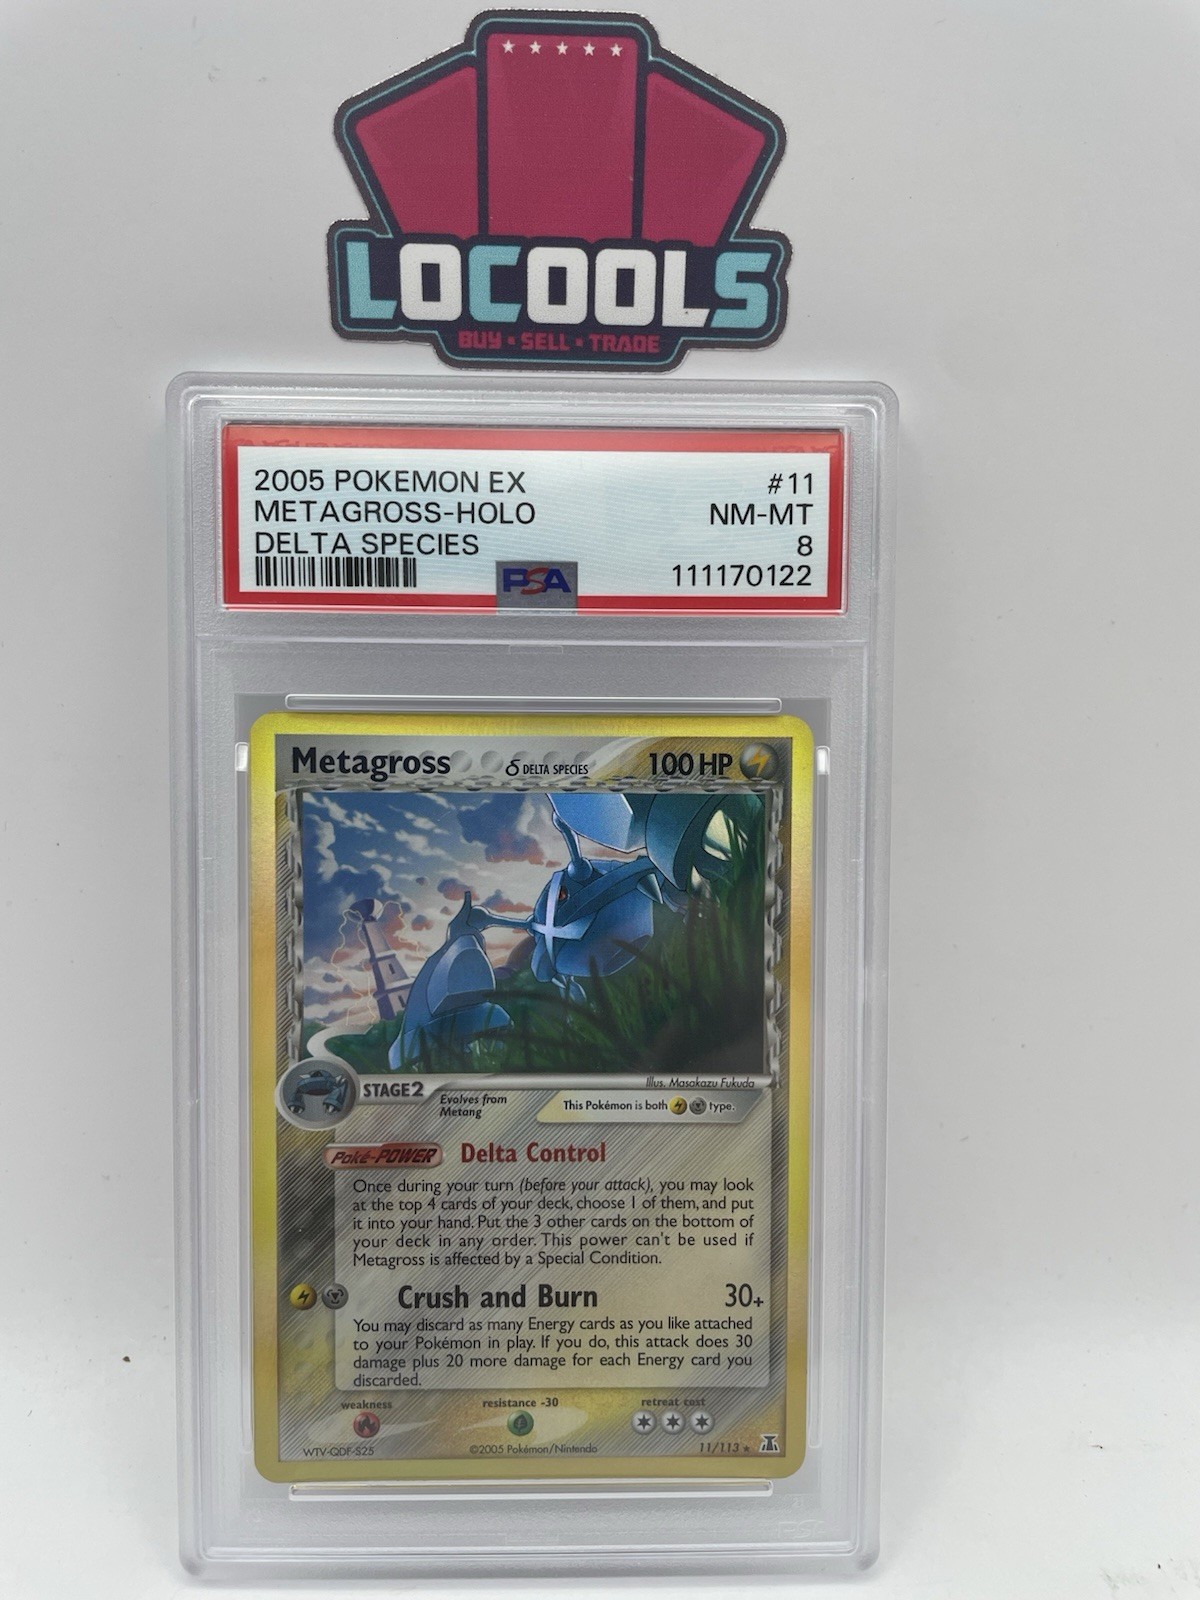 LOCOOLS
BUY • SELL • TRADE
2005 POKEMON EX #11
METAGROSS-HOLO NM-MT
DELTA SPECIES 8
PSA 111170122
Metagross δ DELTA SPECIES 100 HP
Illus. Masakazu Fukuda
STAGE 2
Evolves from
Metang
This Pokémon is both type.
Poké-POWER Delta Control
Once during your turn (before your attack), you may look
at the top 4 cards of your deck, choose 1 of them, and put
it into your hand. Put the 3 other cards on the bottom of
your deck in any order. This power can't be used if
Metagross is affected by a Special Condition.
Crush and Burn 30+
You may discard as many Energy cards as you like attached
to your Pokémon in play. If you do, this attack does 30
damage plus 20 more damage for each Energy card you
discarded.
weakness resistance -30 retreat cost
WTV-QDF-S25 ©2005 Pokémon/Nintendo 11/113 ★